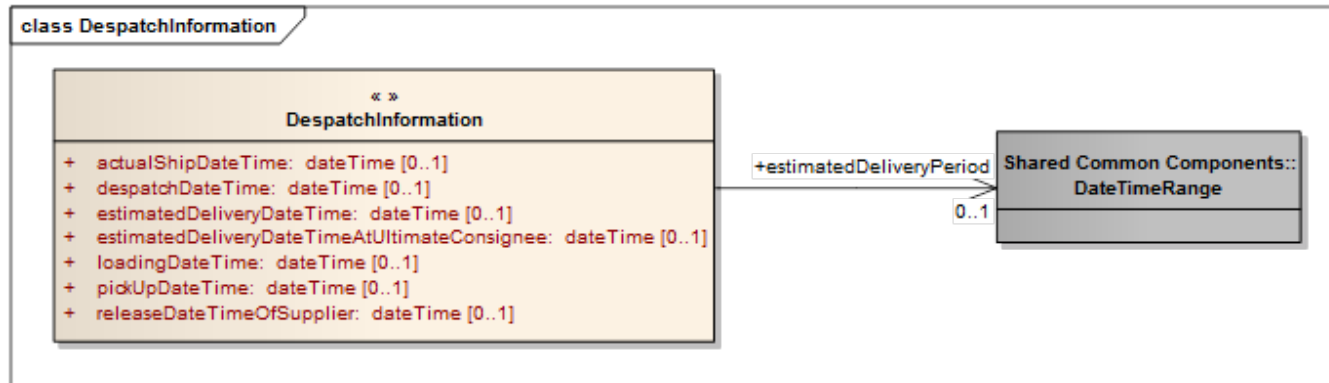 class DespatchInformation
« »
DespatchInformation
+ actualShipDateTime: dateTime [0..1]
+ despatchDateTime: dateTime [0..1]
+ estimatedDeliveryDateTime: dateTime [0..1]
+ estimatedDeliveryDateTimeAtUltimateConsignee: dateTime [0..1]
+ loadingDateTime: dateTime [0..1]
+ pickUpDateTime: dateTime [0..1]
+ releaseDateTimeOfSupplier: dateTime [0..1]
+estimatedDeliveryPeriod
0..1
Shared Common Components::
DateTimeRange